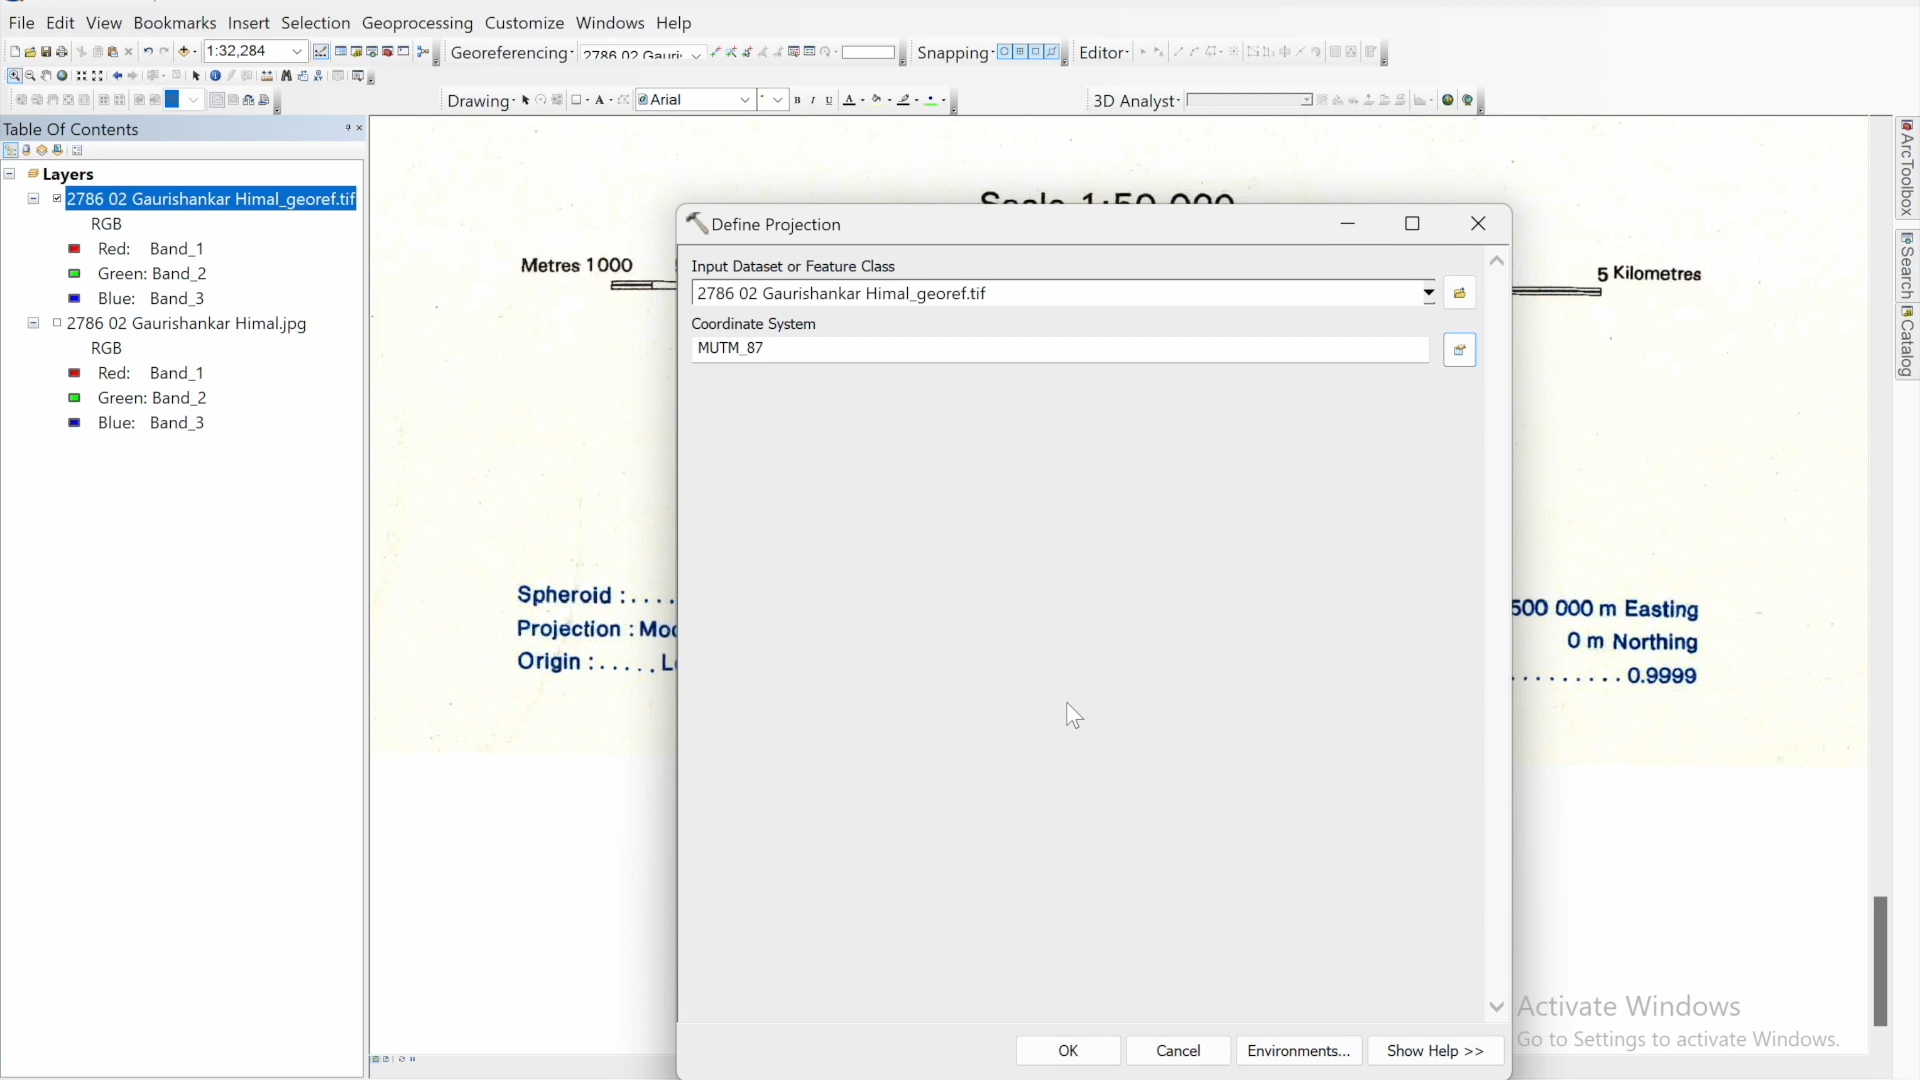 File Edit View Bookmarks Insert Selection Geoprocessing Customize Windows Help
1:32,284 Georeferencing Snapping Editor
Drawing Arial B I U A 3D Analyst
Table Of Contents
Layers
2786 02 Gaurishankar Himal_georef.tif
RGB
Red: Band_1
Green: Band_2
Blue: Band_3
2786 02 Gaurishankar Himal.jpg
RGB
Red: Band_1
Green: Band_2
Blue: Band_3
Metres 1000
5 Kilometres
Spheroid :....
Projection :
Origin :.....
500 000 m Easting
0 m Northing
.........0.9999
Define Projection
Input Dataset or Feature Class
2786 02 Gaurishankar Himal_georef.tif
Coordinate System
MUTM_87
OK Cancel Environments... Show Help >>
ArcToolbox
Search
Catalog
Activate Windows
Go to Settings to activate Windows.